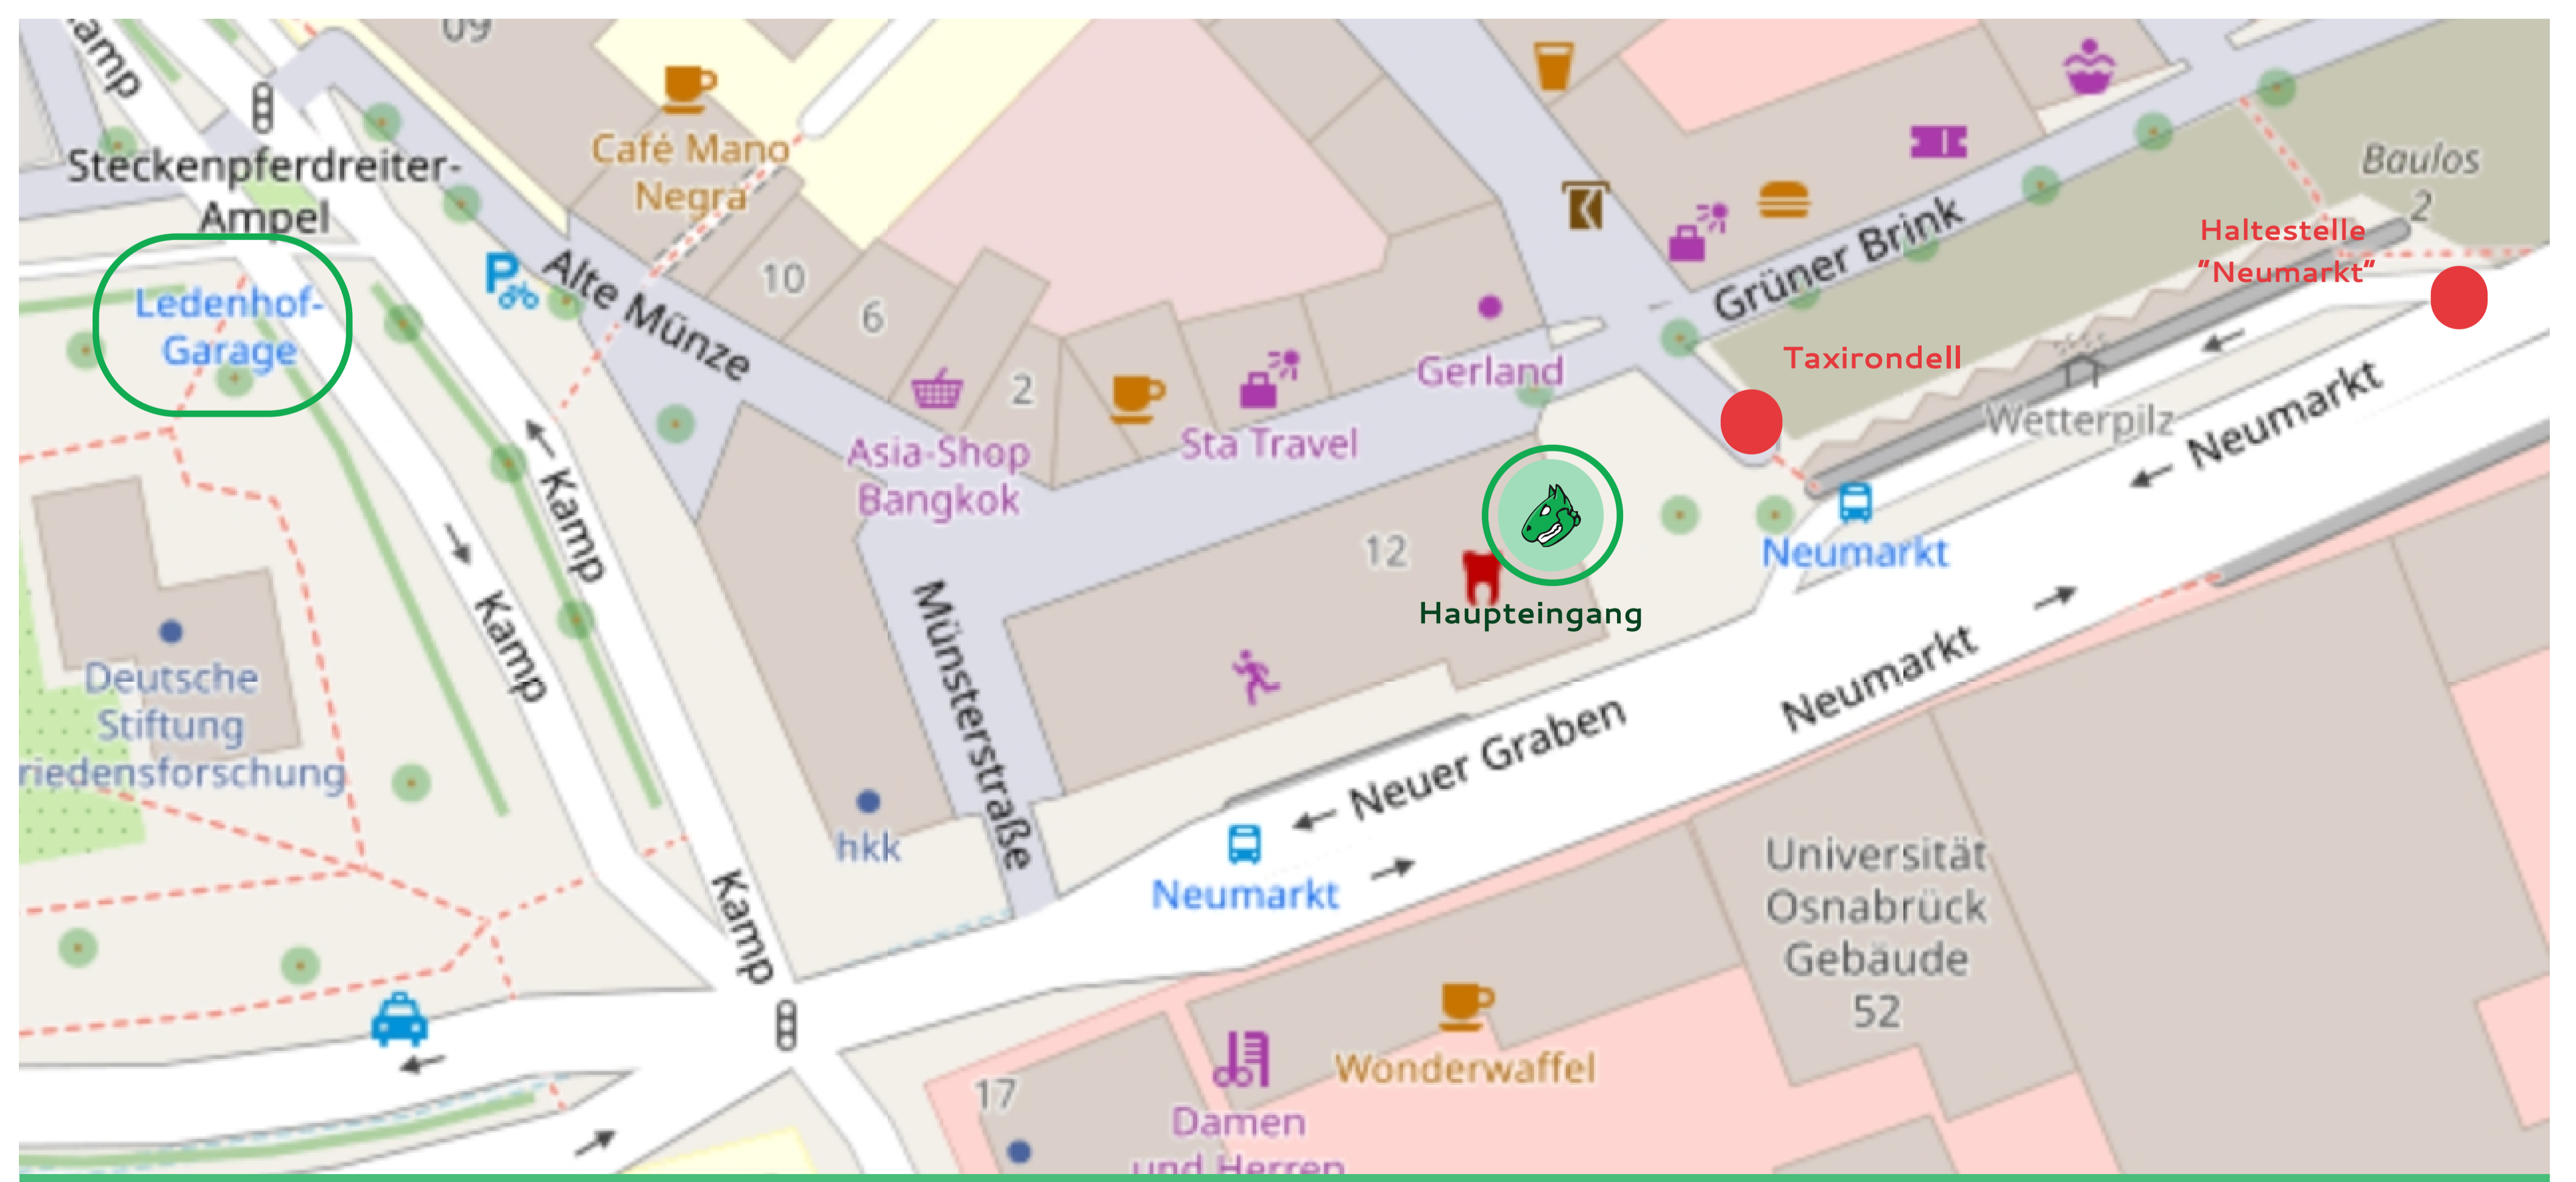 09
Kamp
Café Mano
Negra
Steckenpferdreiter-
Ampel
Baulos
2
Haltestelle
"Neumarkt"
Grüner Brink
Ledenhof-
Garage
Alte Münze
10
6
2
Gerland
Taxirondell
Wetterpilz
Neumarkt
Asia-Shop
Bangkok
Sta Travel
Kamp
12
Neumarkt
Haupteingang
Kamp
Münsterstraße
Neumarkt
Deutsche
Stiftung
riedensforschung
Neuer Graben
hkk
Neumarkt
Kamp
Universität
Osnabrück
Gebäude
52
Wonderwaffel
17
Damen
und Herren